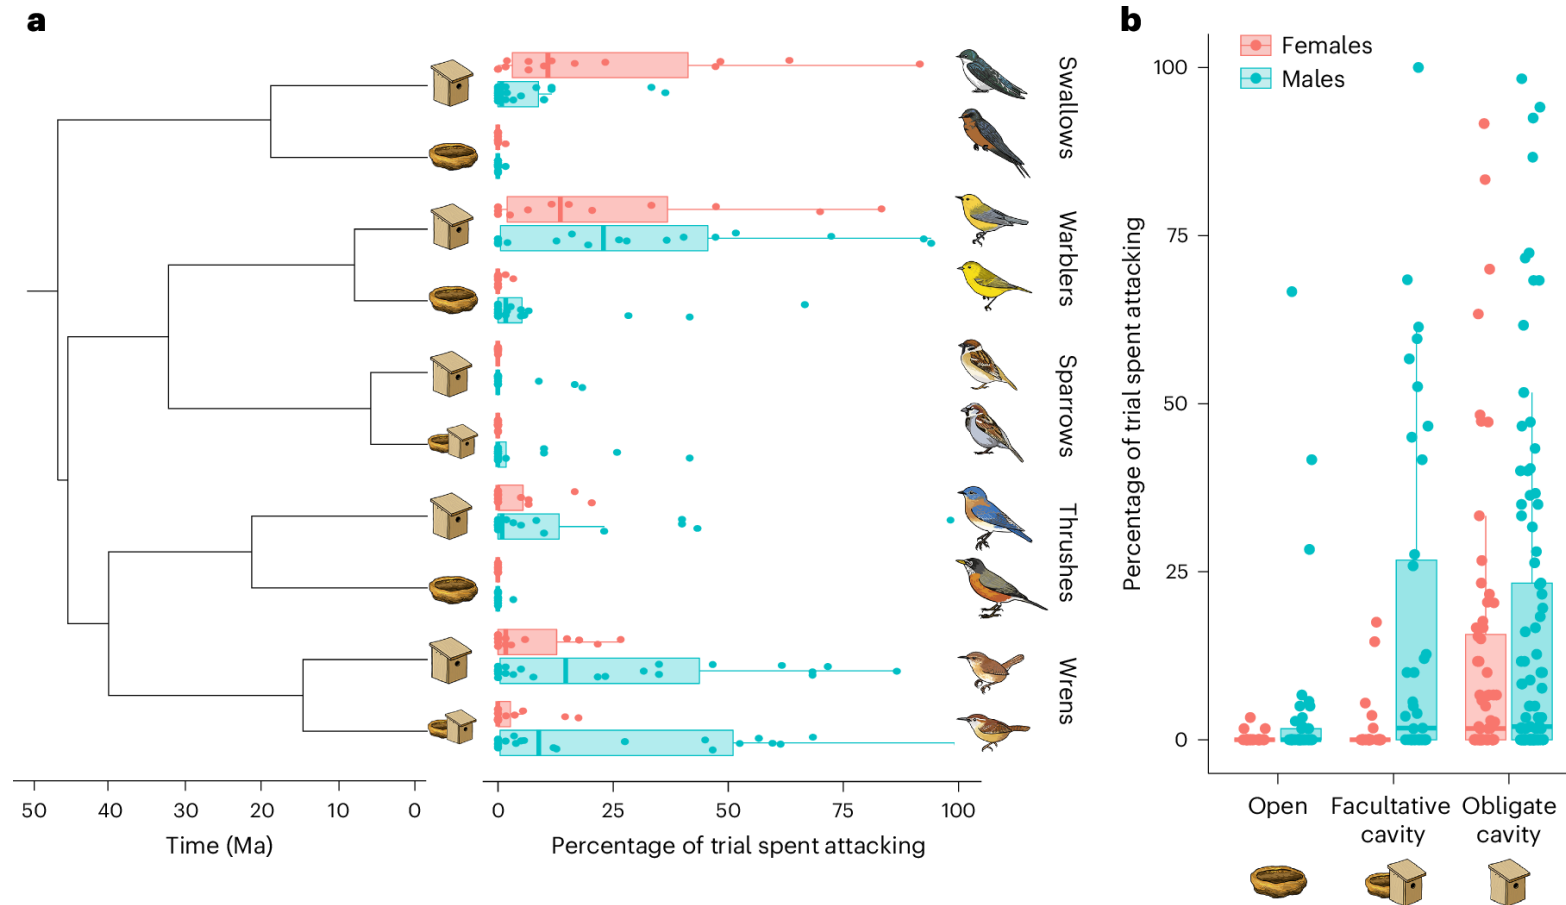 a
Swallows
Warblers
Sparrows
Thrushes
Wrens
50 40 30 20 10 0
Time (Ma)
0 25 50 75 100
Percentage of trial spent attacking
b
Females
Males
100
75
50
25
0
Percentage of trial spent attacking
Open
Facultative
cavity
Obligate
cavity